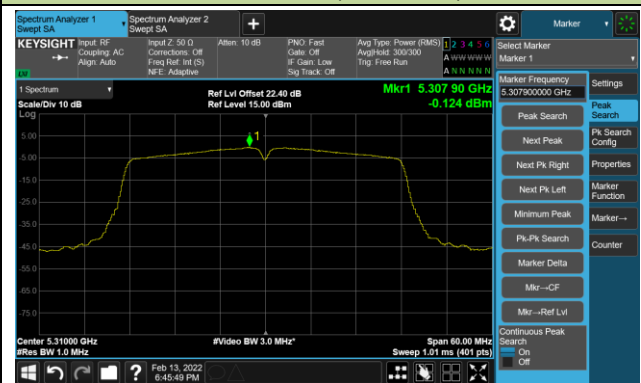 Spectrum Analyzer 1
Swept SA
Spectrum Analyzer 2
Swept SA
+
Marker
KEYSIGHT
Input: RF
Coupling: AC
Align: Auto
Input Z: 50 Ω
Corrections: Off
Freq Ref: Int (S)
NFE: Adaptive
Atten: 10 dB
PNO: Fast
Gate: Off
IF Gain: Low
Sig Track: Off
Avg Type: Power (RMS)
Avg|Hold: 300/300
Trig: Free Run
1 2 3 4 5 6
A W W W W W
A N N N N N
Select Marker
Marker 1
1 Spectrum
Scale/Div 10 dB
Log
Ref Lvl Offset 22.40 dB
Ref Level 15.00 dBm
Mkr1 5.307 90 GHz
-0.124 dBm
5.00
-5.00
-15.0
-25.0
-35.0
-45.0
-55.0
-65.0
-75.0
1
Center 5.31000 GHz
#Res BW 1.0 MHz
#Video BW 3.0 MHz*
Span 60.00 MHz
Sweep 1.01 ms (401 pts)
Marker Frequency
5.307900000 GHz
Peak Search
Next Peak
Next Pk Right
Next Pk Left
Minimum Peak
Pk-Pk Search
Marker Delta
Mkr→CF
Mkr→Ref Lvl
Continuous Peak
Search
On
Off
Settings
Peak
Search
Pk Search
Config
Properties
Marker
Function
Marker→
Counter
?
Feb 13, 2022
6:45:49 PM